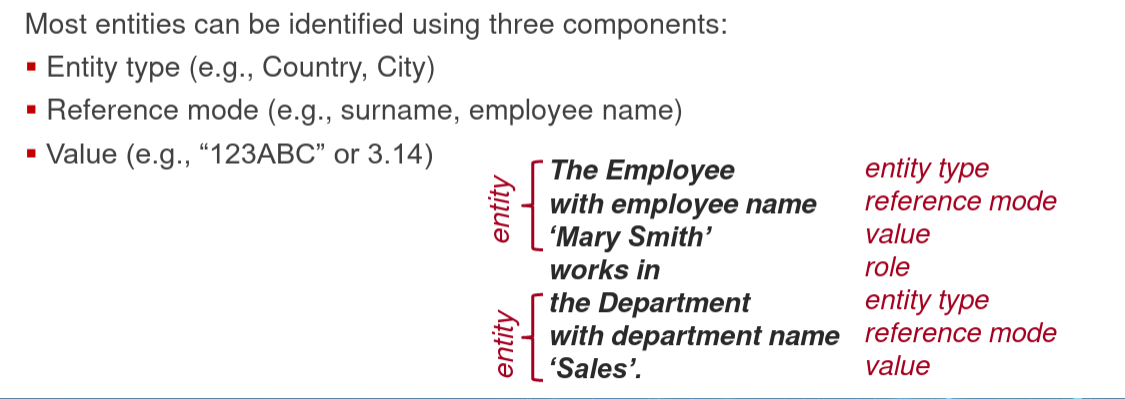 Most entities can be identified using three components:
▪ Entity type (e.g., Country, City)
▪ Reference mode (e.g., surname, employee name)
▪ Value (e.g., “123ABC” or 3.14)
entity
The Employee entity type
with employee name reference mode
‘Mary Smith’ value
works in role
entity
the Department entity type
with department name reference mode
‘Sales’. value